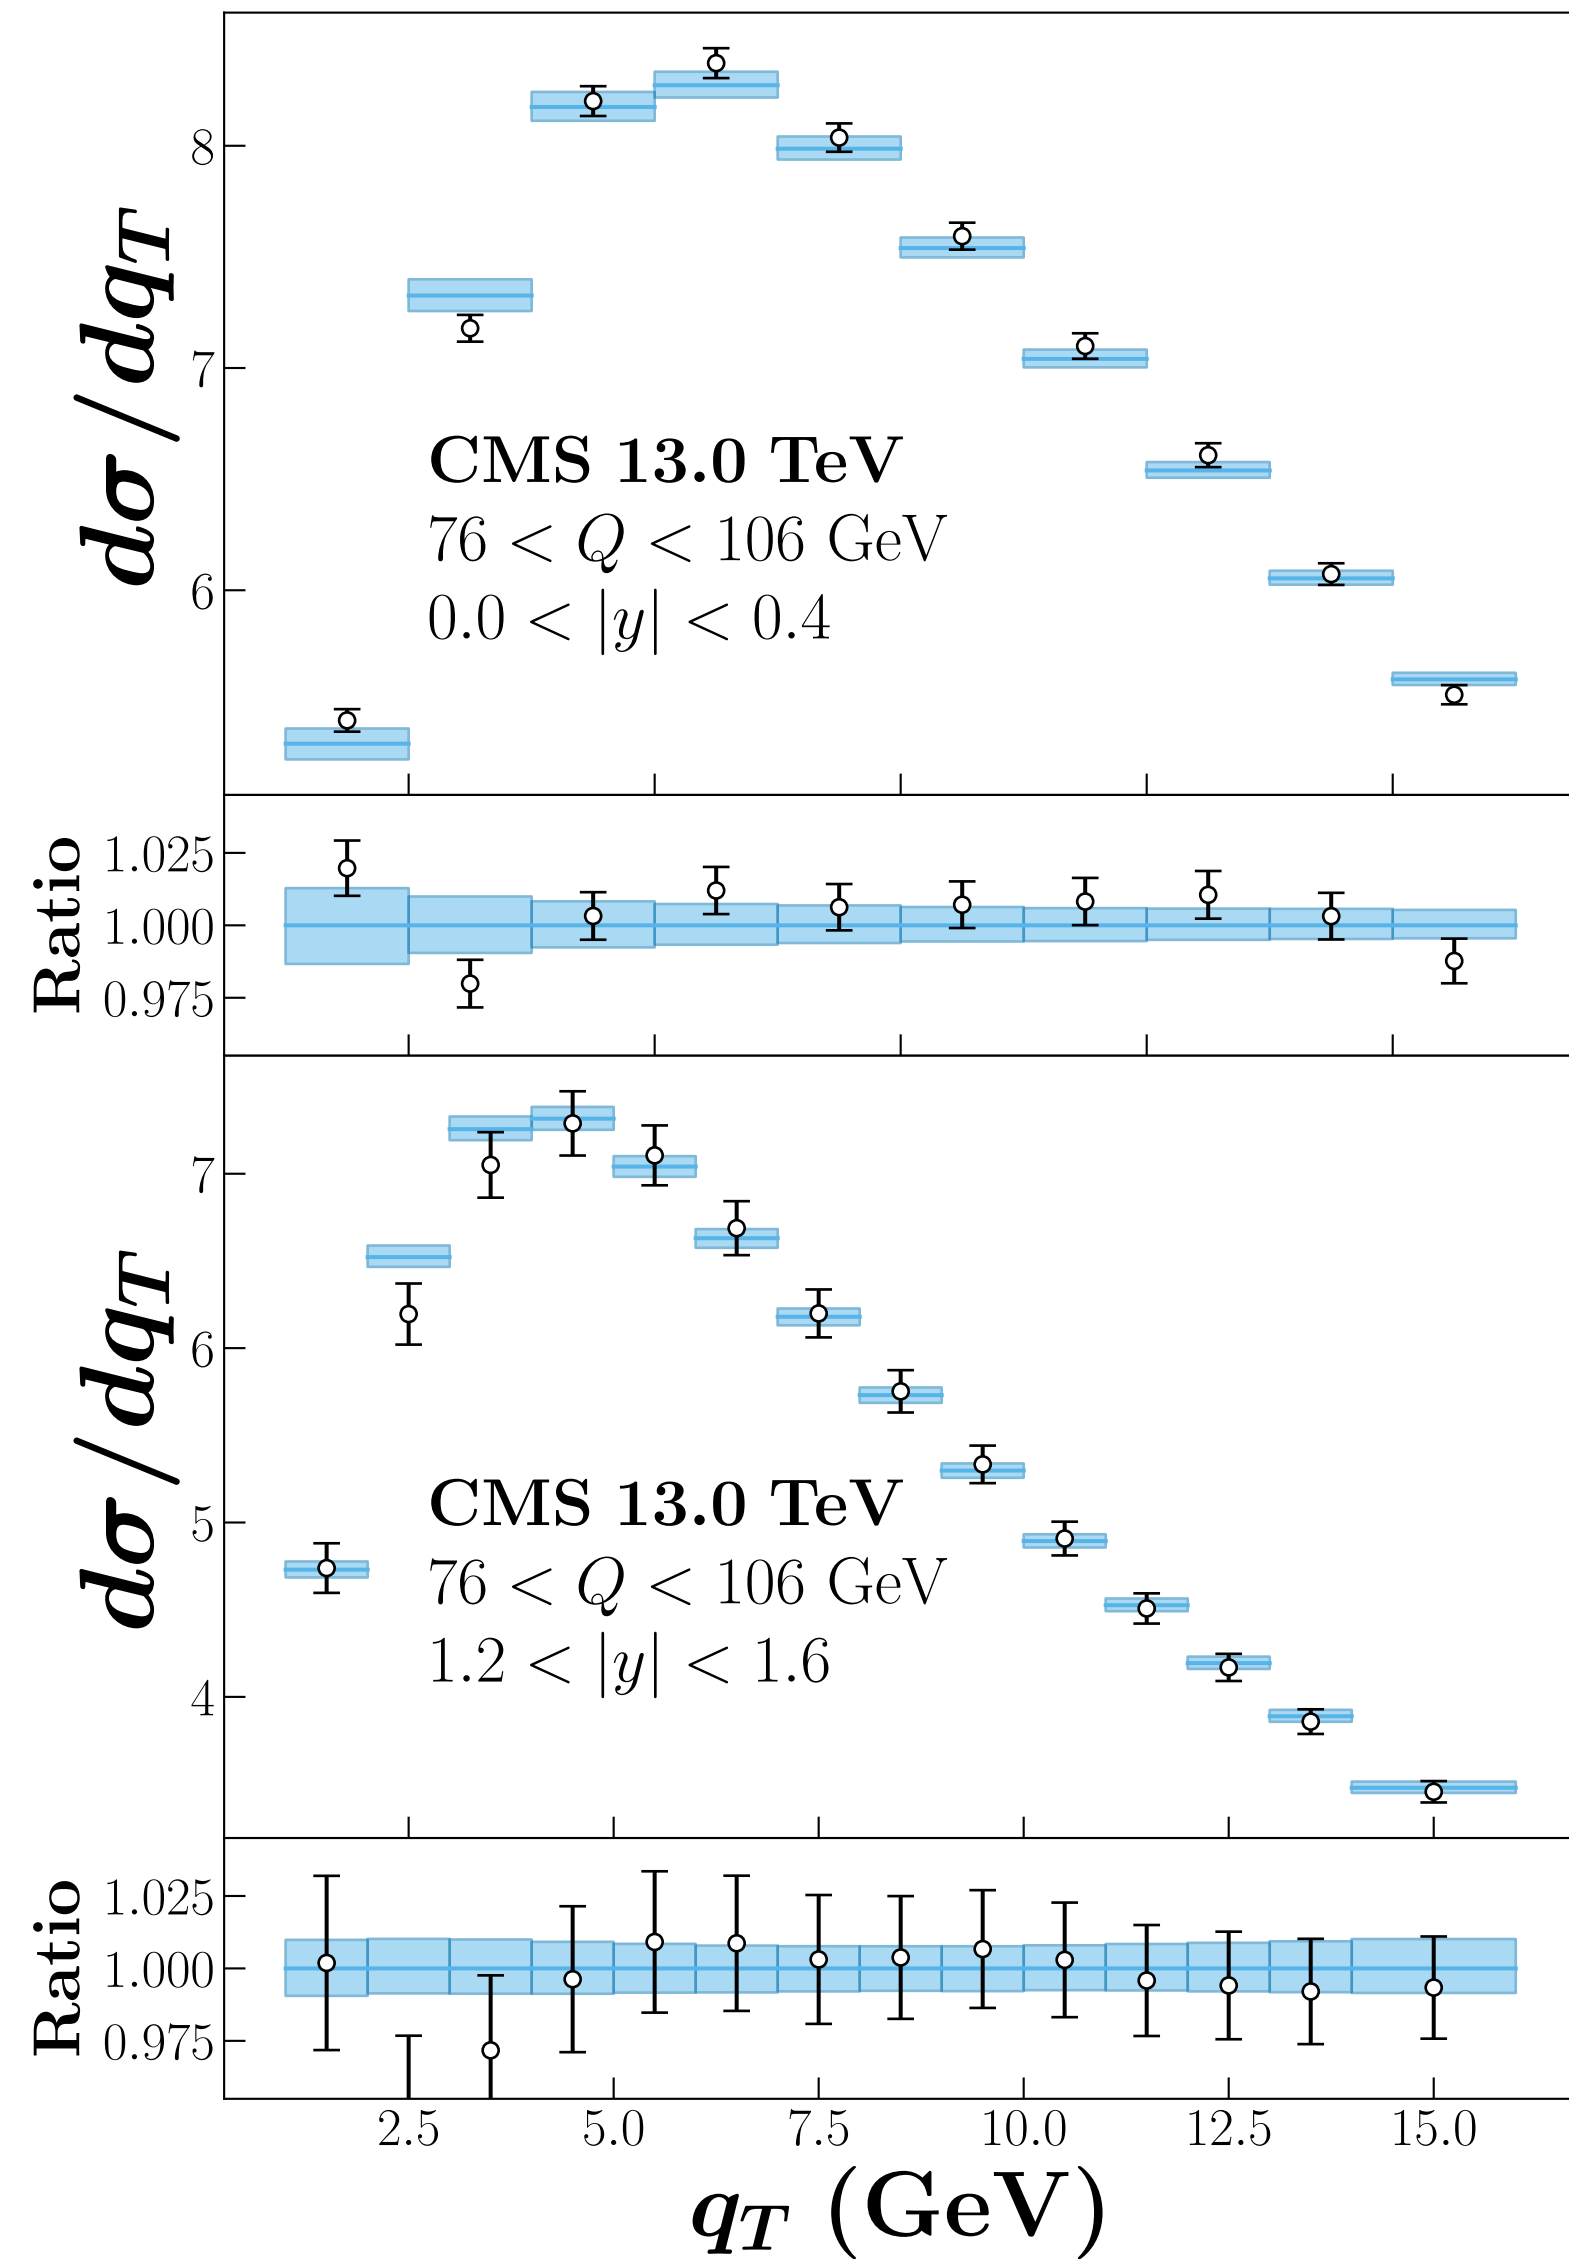 dσ / dq_T
8
7
6
CMS 13.0 TeV
76 < Q < 106 GeV
0.0 < |y| < 0.4
Ratio
1.025
1.000
0.975
dσ / dq_T
7
6
5
4
CMS 13.0 TeV
76 < Q < 106 GeV
1.2 < |y| < 1.6
Ratio
1.025
1.000
0.975
2.5 5.0 7.5 10.0 12.5 15.0
q_T (GeV)